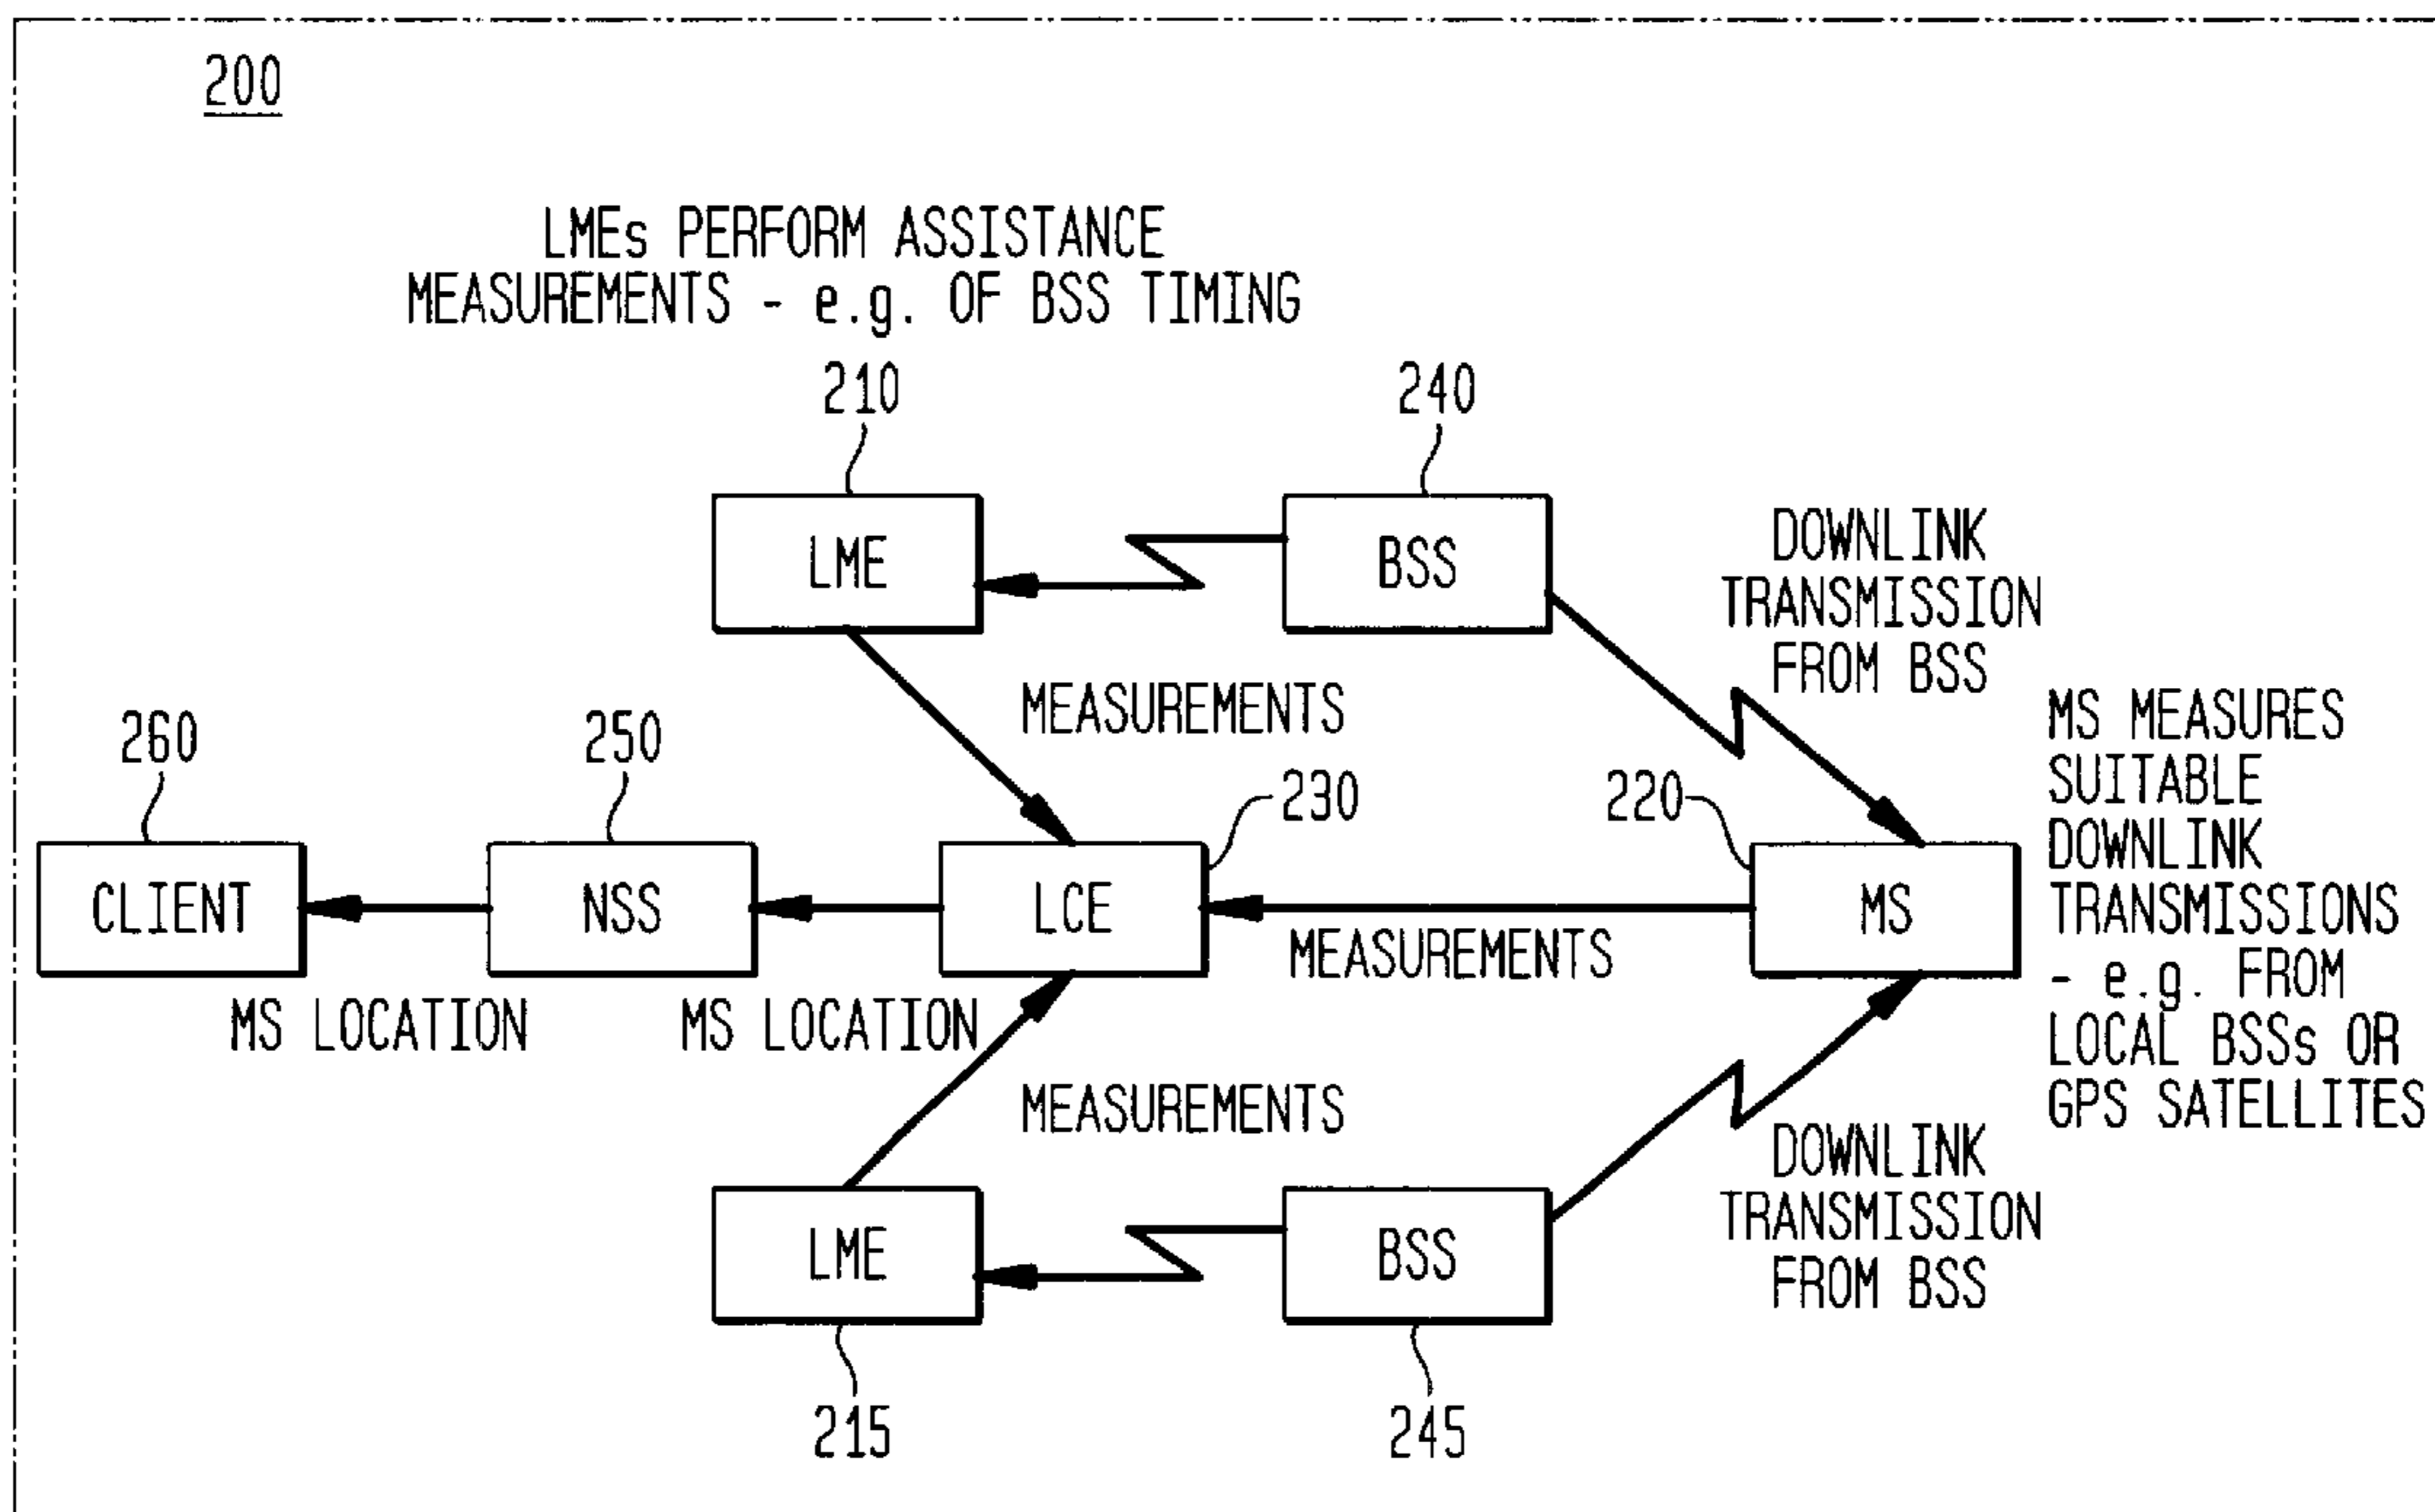 200
LMEs PERFORM ASSISTANCE
MEASUREMENTS - e.g. OF BSS TIMING
210
240
LME
BSS
DOWNLINK
TRANSMISSION
FROM BSS
MEASUREMENTS
260
250
230
220
CLIENT
NSS
LCE
MS
MS MEASURES
SUITABLE
DOWNLINK
TRANSMISSIONS
- e.g. FROM
LOCAL BSSs OR
GPS SATELLITES
MEASUREMENTS
MS LOCATION
MS LOCATION
MEASUREMENTS
LME
BSS
DOWNLINK
TRANSMISSION
FROM BSS
215
245